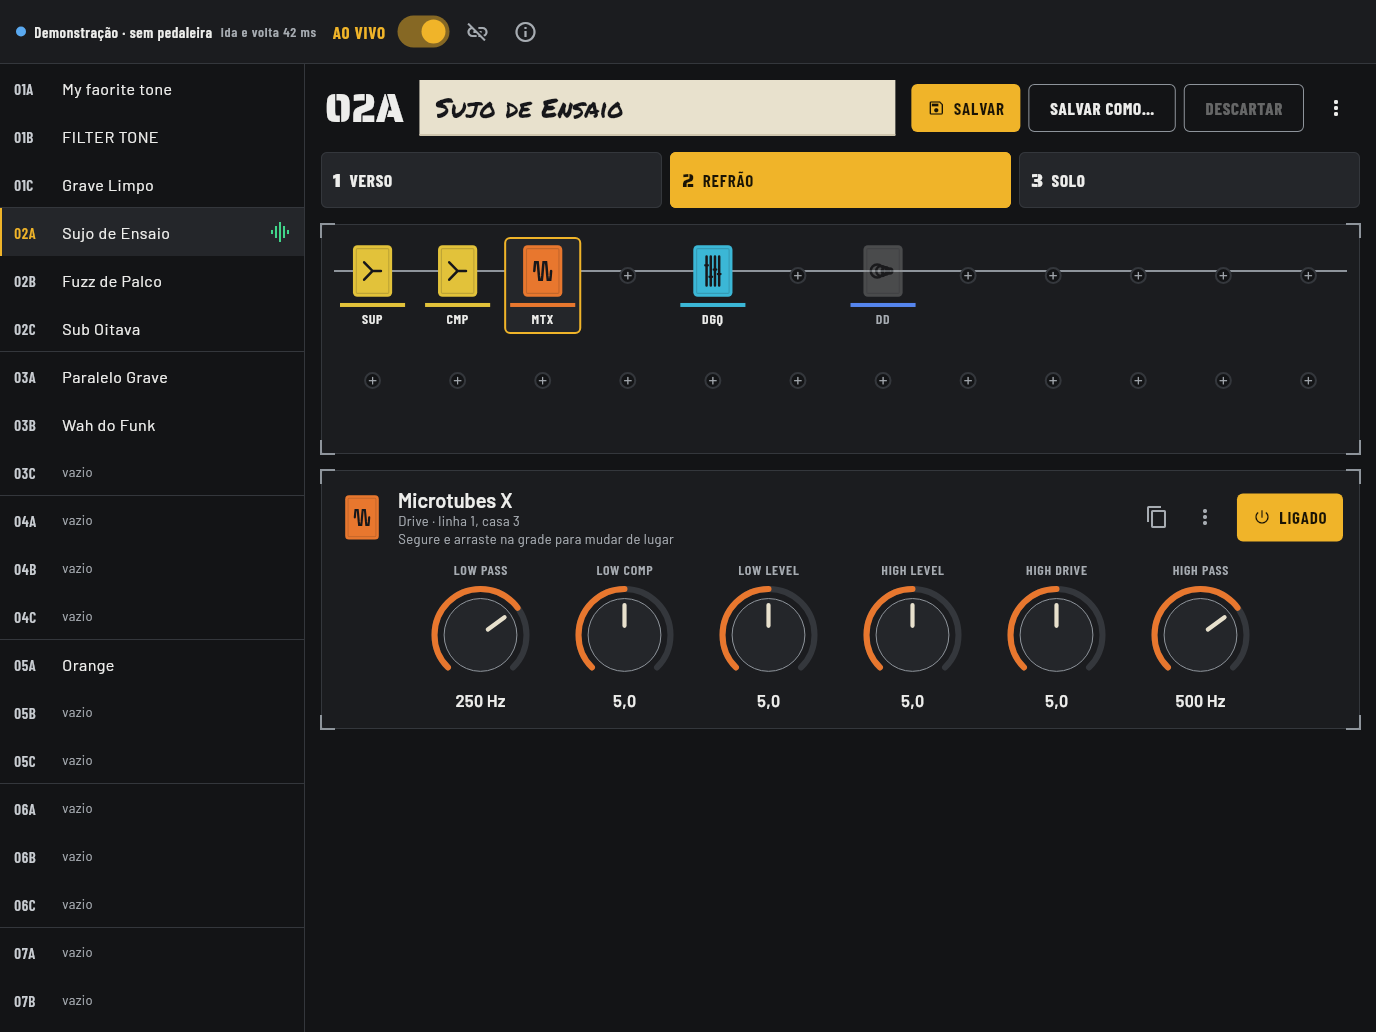 Demonstração · sem pedaleira Ida e volta 42 ms AO VIVO
01A My faorite tone
01B FILTER TONE
01C Grave Limpo
02A Sujo de Ensaio
02B Fuzz de Palco
02C Sub Oitava
03A Paralelo Grave
03B Wah do Funk
03C vazio
04A vazio
04B vazio
04C vazio
05A Orange
05B vazio
05C vazio
06A vazio
06B vazio
06C vazio
07A vazio
07B vazio
02A Sujo de Ensaio SALVAR SALVAR COMO... DESCARTAR
1 VERSO 2 REFRÃO 3 SOLO
SUP CMP MTX DGQ DD
Microtubes X
Drive · linha 1, casa 3
Segure e arraste na grade para mudar de lugar
LIGADO
LOW PASS LOW COMP LOW LEVEL HIGH LEVEL HIGH DRIVE HIGH PASS
250 Hz 5,0 5,0 5,0 5,0 500 Hz